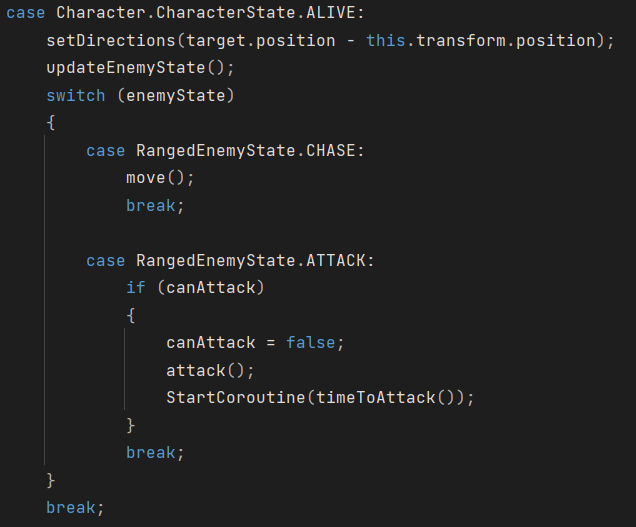 case Character.CharacterState.ALIVE:
    setDirections(target.position - this.transform.position);
    updateEnemyState();
    switch (enemyState)
    {
        case RangedEnemyState.CHASE:
            move();
            break;

        case RangedEnemyState.ATTACK:
            if (canAttack)
            {
                canAttack = false;
                attack();
                StartCoroutine(timeToAttack());
            }
            break;
    }
    break;